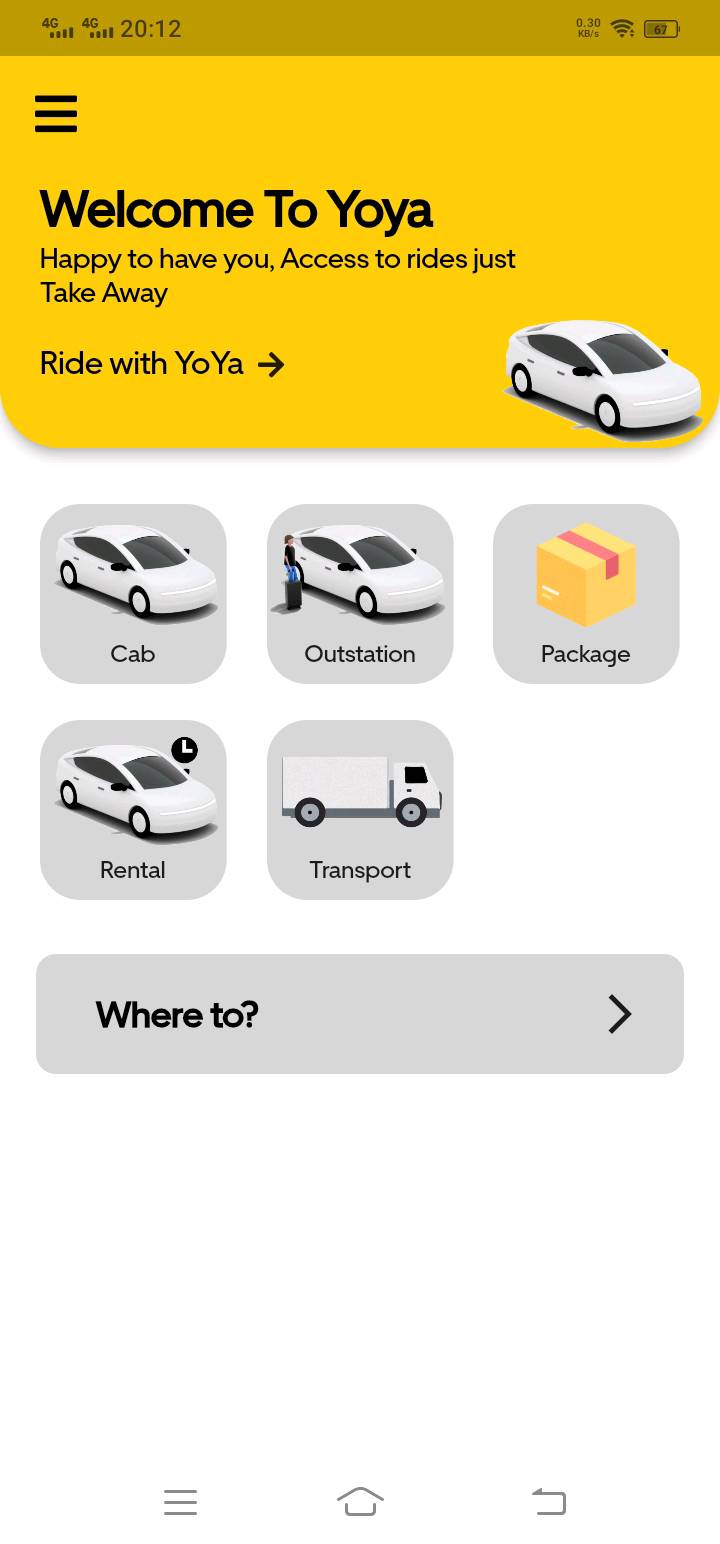 4G 4G 20:12 0.30 KB/s 67
Welcome To Yoya
Happy to have you, Access to rides just
Take Away
Ride with YoYa
Cab Outstation Package
Rental Transport
Where to?